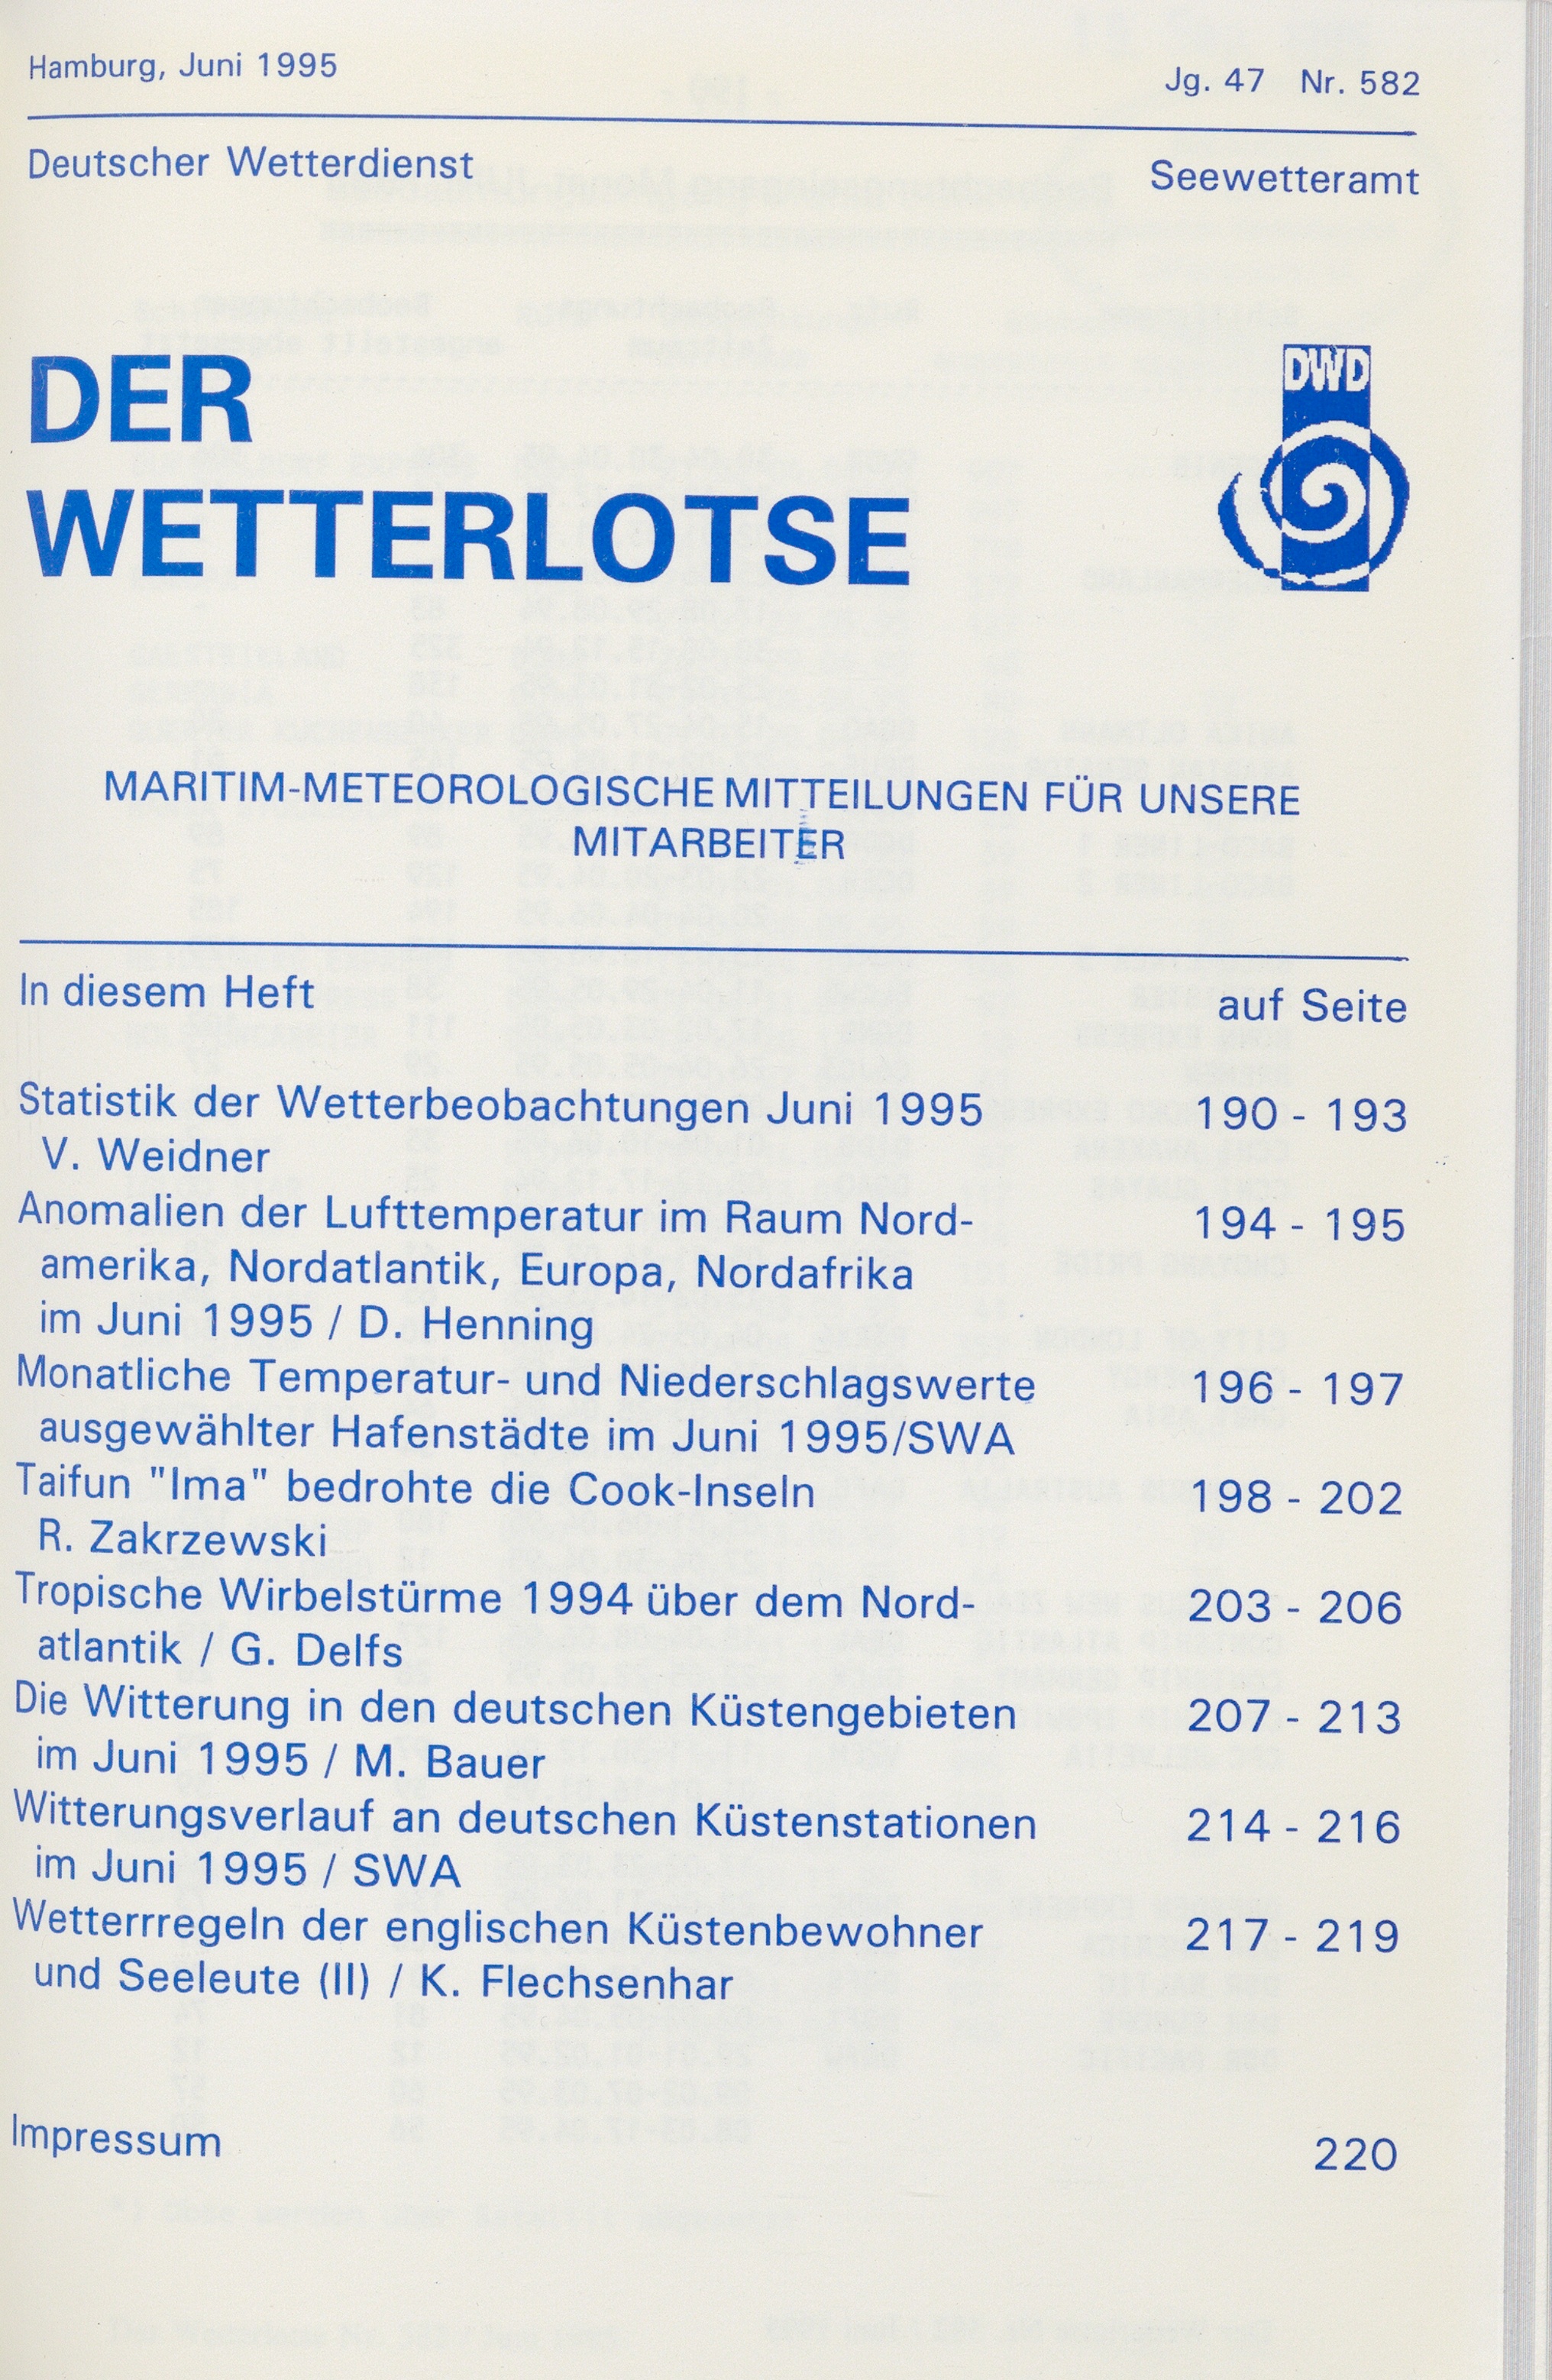 Hamburg, Juni 1995 Jg. 47 Nr. 582
Deutscher Wetterdienst Seewetteramt
DWD
DER
WETTERLOTSE
MARITIM-METEOROLOGISCHE MITTEILUNGEN FÜR UNSERE
MITARBEITER
In diesem Heft auf Seite
Statistik der Wetterbeobachtungen Juni 1995 190 - 193
V. Weidner
Anomalien der Lufttemperatur im Raum Nord- 194 - 195
amerika, Nordatlantik, Europa, Nordafrika
im Juni 1995 / D. Henning
Monatliche Temperatur- und Niederschlagswerte 196 - 197
ausgewählter Hafenstädte im Juni 1995/SWA
Taifun "Ima" bedrohte die Cook-Inseln 198 - 202
R. Zakrzewski
Tropische Wirbelstürme 1994 über dem Nord- 203 - 206
atlantik / G. Delfs
Die Witterung in den deutschen Küstengebieten 207 - 213
im Juni 1995 / M. Bauer
Witterungsverlauf an deutschen Küstenstationen 214 - 216
im Juni 1995 / SWA
Wetterrregeln der englischen Küstenbewohner 217 - 219
und Seeleute (II) / K. Flechsenhar
Impressum 220